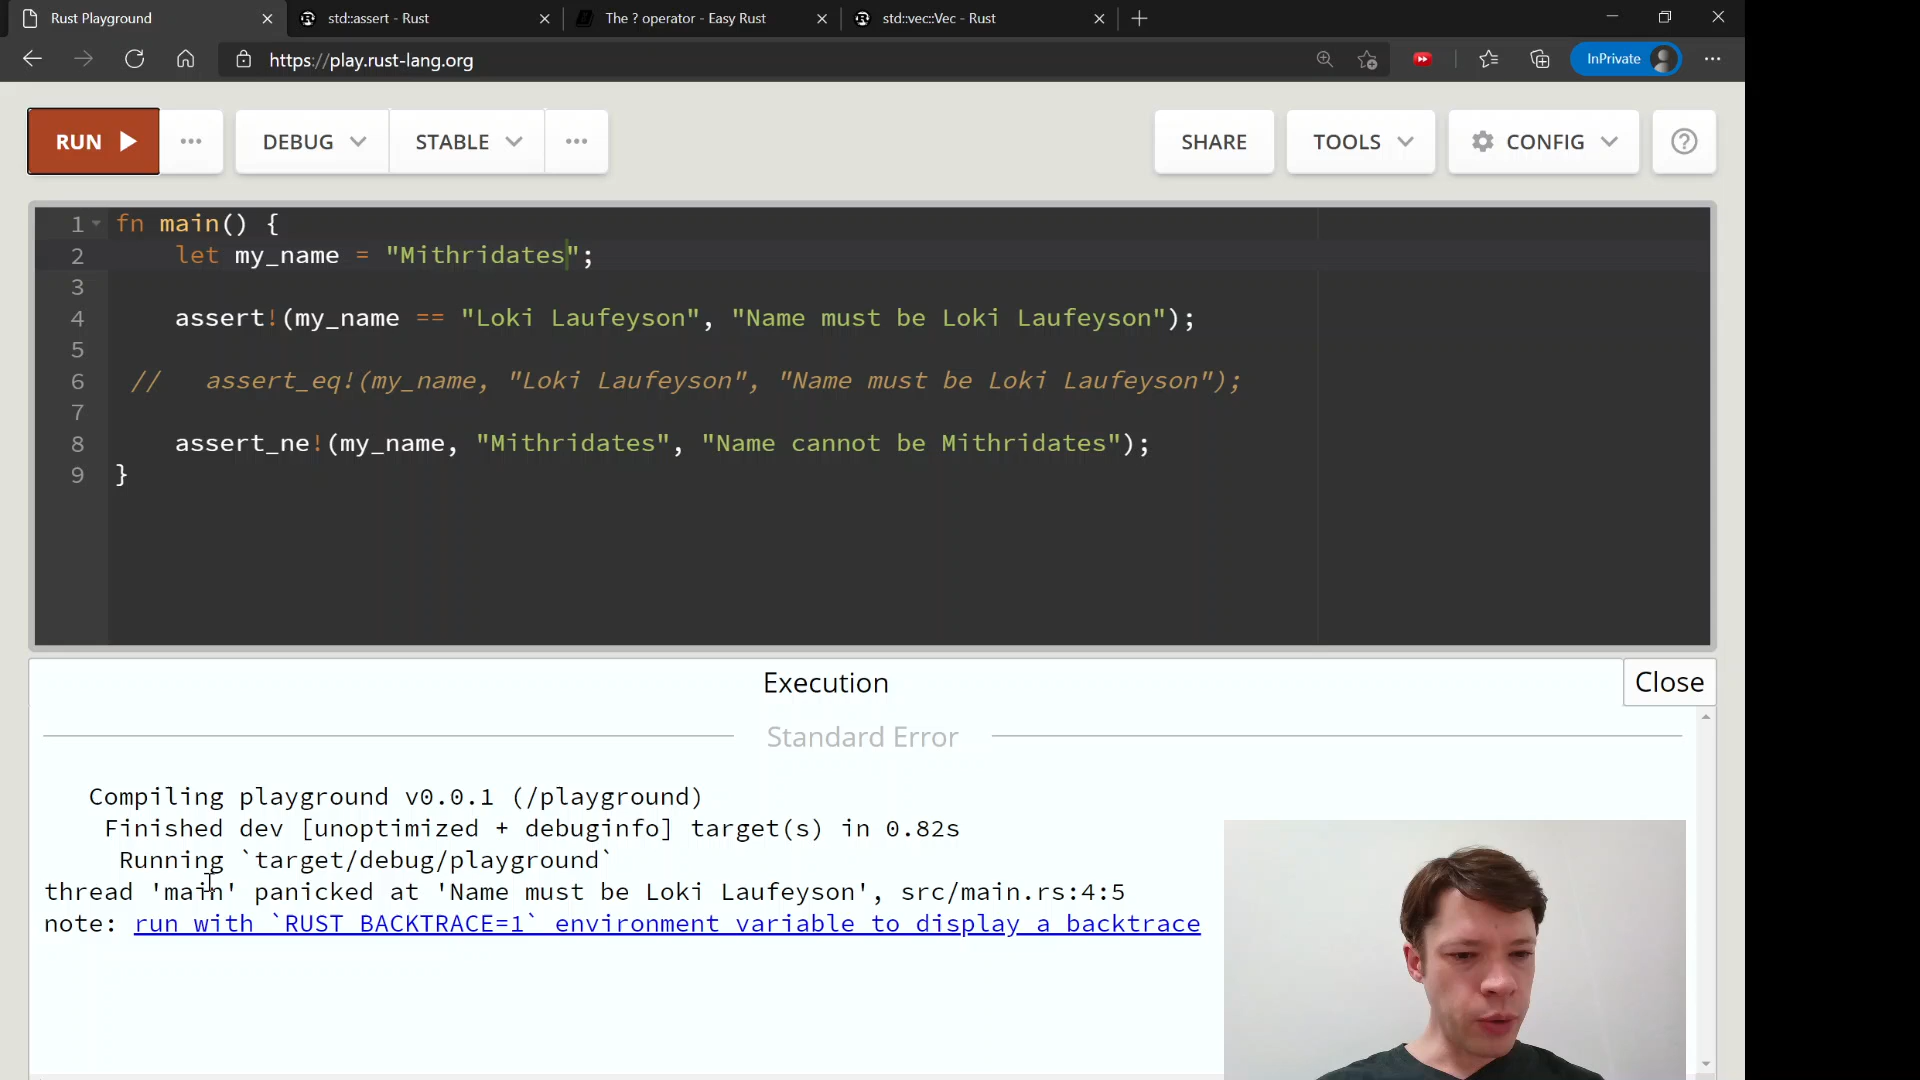 Rust Playground
std::assert - Rust
The ? operator - Easy Rust
std::vec::Vec - Rust
https://play.rust-lang.org
InPrivate
RUN
DEBUG
STABLE
SHARE
TOOLS
CONFIG
1 fn main() {
2 let my_name = "Mithridates";
3
4 assert!(my_name == "Loki Laufeyson", "Name must be Loki Laufeyson");
5
6 // assert_eq!(my_name, "Loki Laufeyson", "Name must be Loki Laufeyson");
7
8 assert_ne!(my_name, "Mithridates", "Name cannot be Mithridates");
9 }
Execution
Close
Standard Error
Compiling playground v0.0.1 (/playground)
Finished dev [unoptimized + debuginfo] target(s) in 0.82s
Running `target/debug/playground`
thread 'main' panicked at 'Name must be Loki Laufeyson', src/main.rs:4:5
note: run with `RUST_BACKTRACE=1` environment variable to display a backtrace